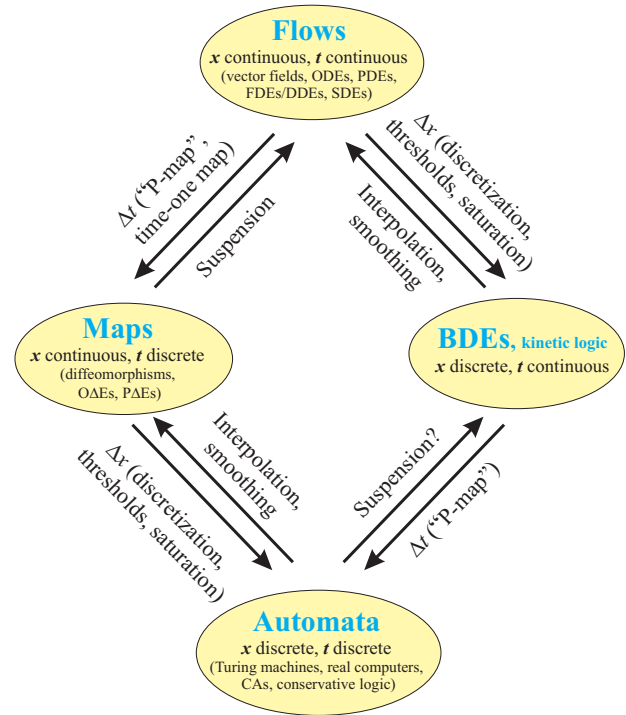 Flows
x continuous, t continuous
(vector fields, ODEs, PDEs,
FDEs/DDEs, SDEs)
Δt (“P-map”,
time-one map)
Suspension
Δx (discretization,
thresholds, saturation)
Interpolation,
smoothing
Maps
x continuous, t discrete
(diffeomorphisms,
OΔEs, PΔEs)
BDEs, kinetic logic
x discrete, t continuous
Δx (discretization,
thresholds, saturation)
Interpolation,
smoothing
Suspension?
Δt (“P-map”)
Automata
x discrete, t discrete
(Turing machines, real computers,
CAs, conservative logic)